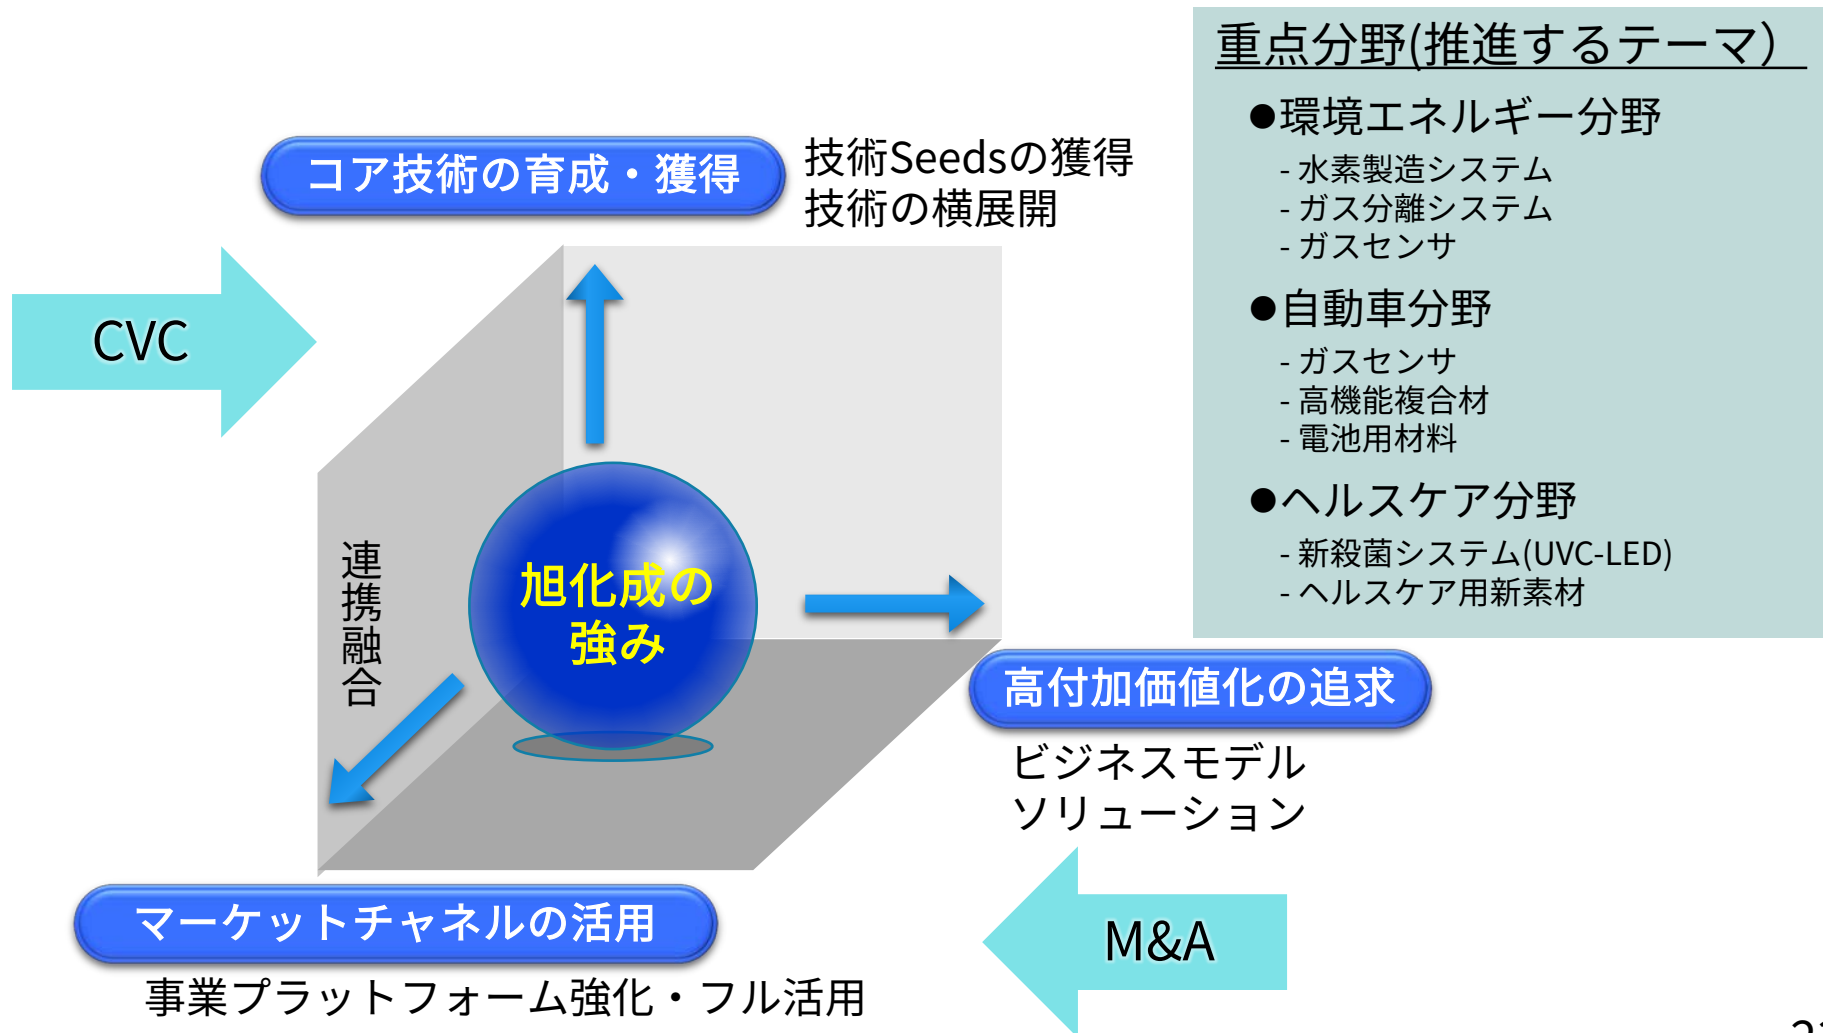 重点分野(推進するテーマ）
●環境エネルギー分野
- 水素製造システム
- ガス分離システム
- ガスセンサ
●自動車分野
- ガスセンサ
- 高機能複合材
- 電池用材料
●ヘルスケア分野
- 新殺菌システム(UVC-LED)
- ヘルスケア用新素材
コア技術の育成・獲得
技術Seedsの獲得
技術の横展開
CVC
連携融合
旭化成の
強み
高付加価値化の追求
ビジネスモデル
ソリューション
マーケットチャネルの活用
事業プラットフォーム強化・フル活用
M&A